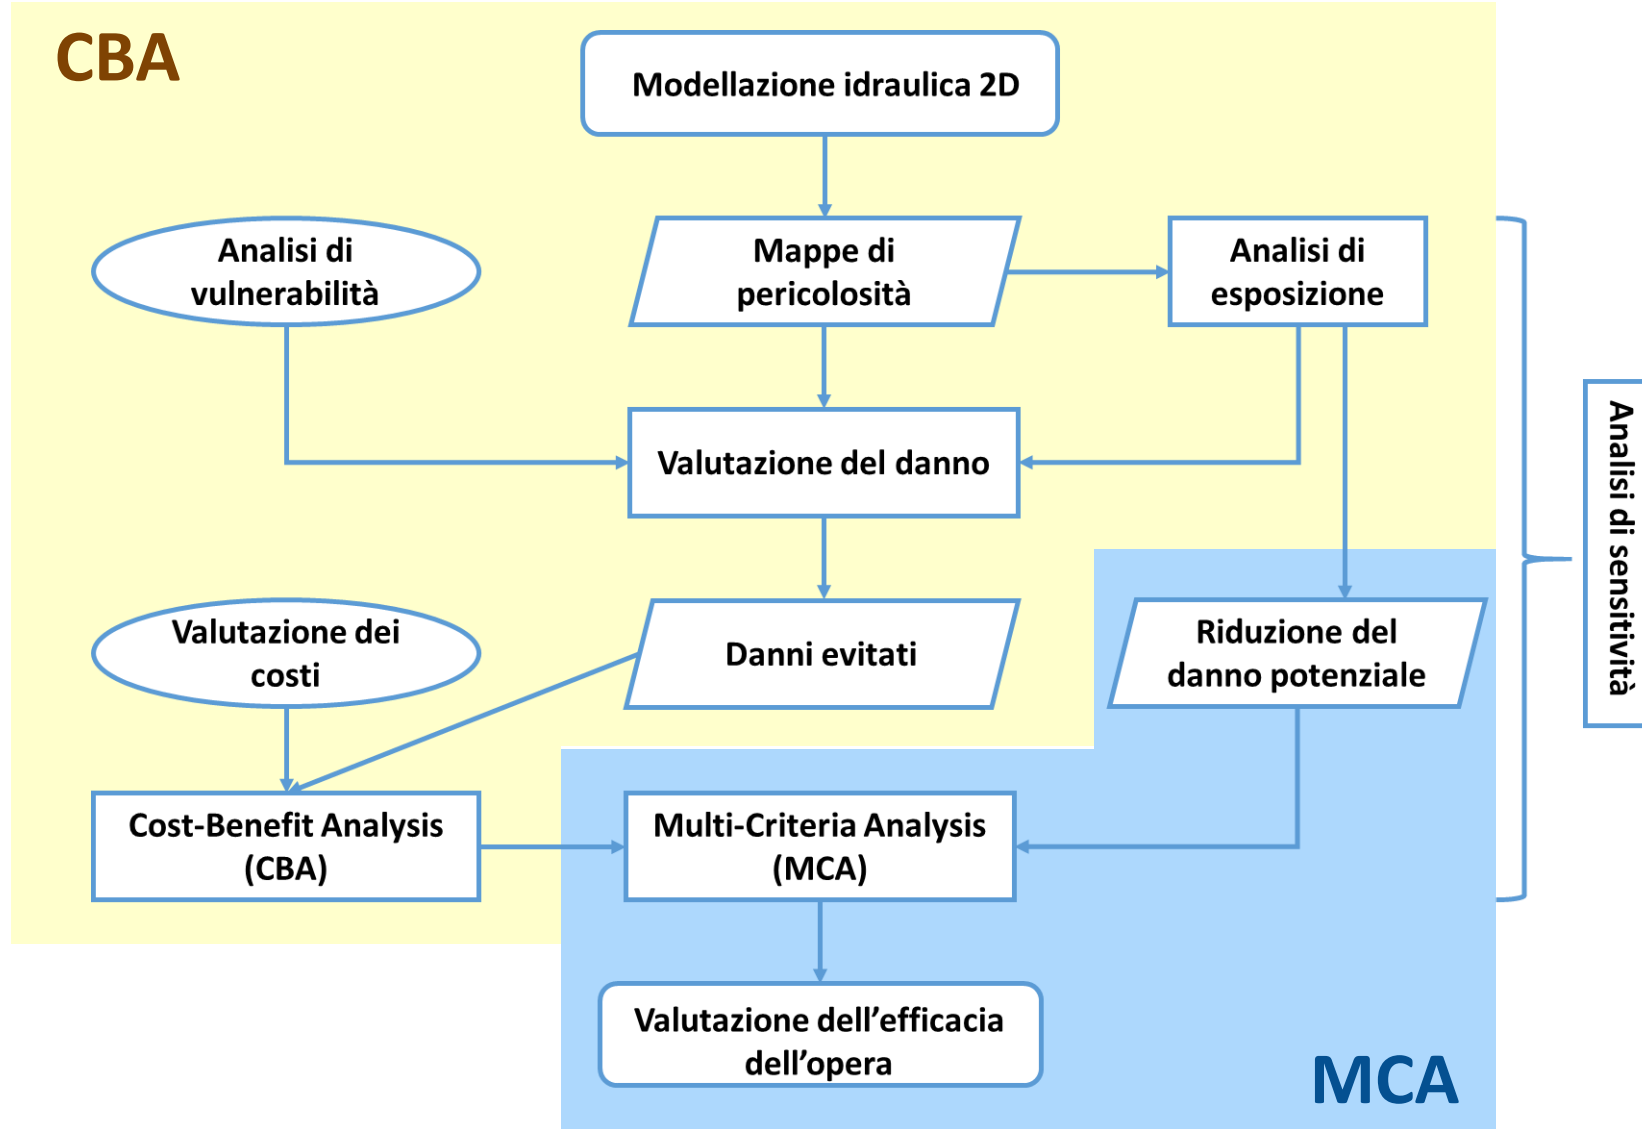 CBA
Modellazione idraulica 2D
Analisi di
vulnerabilità
Mappe di
pericolosità
Analisi di
esposizione
Valutazione del danno
Analisi di sensitività
Valutazione dei
costi
Danni evitati
Riduzione del
danno potenziale
Cost-Benefit Analysis
(CBA)
Multi-Criteria Analysis
(MCA)
Valutazione dell’efficacia
dell’opera
MCA